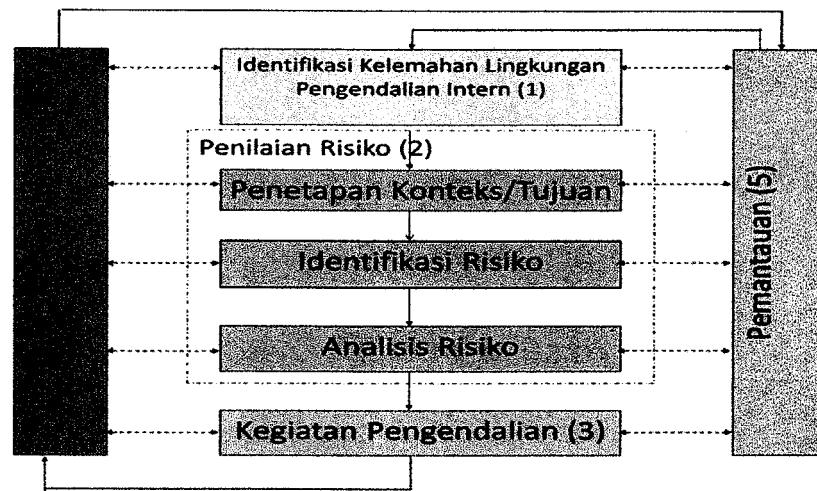 Identifikasi Kelemahan Lingkungan
Pengendalian Intern (1)
Penilaian Risiko (2)
Penetapan Konteks/Tujuan
Identifikasi Risiko
Analisis Risiko
Kegiatan Pengendalian (3)
Pemantauan (5)